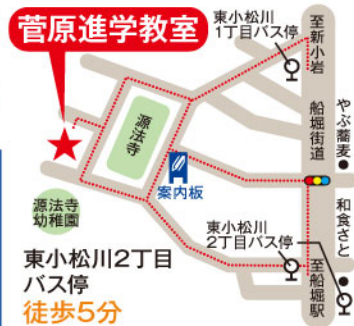 菅原進学教室
東小松川
1丁目バス停
至新小岩
船堀街道
やぶ蕎麦
源法寺
案内板
源法寺
幼稚園
東小松川
2丁目バス停
和食さと
至船堀駅
東小松川2丁目
バス停
徒歩5分